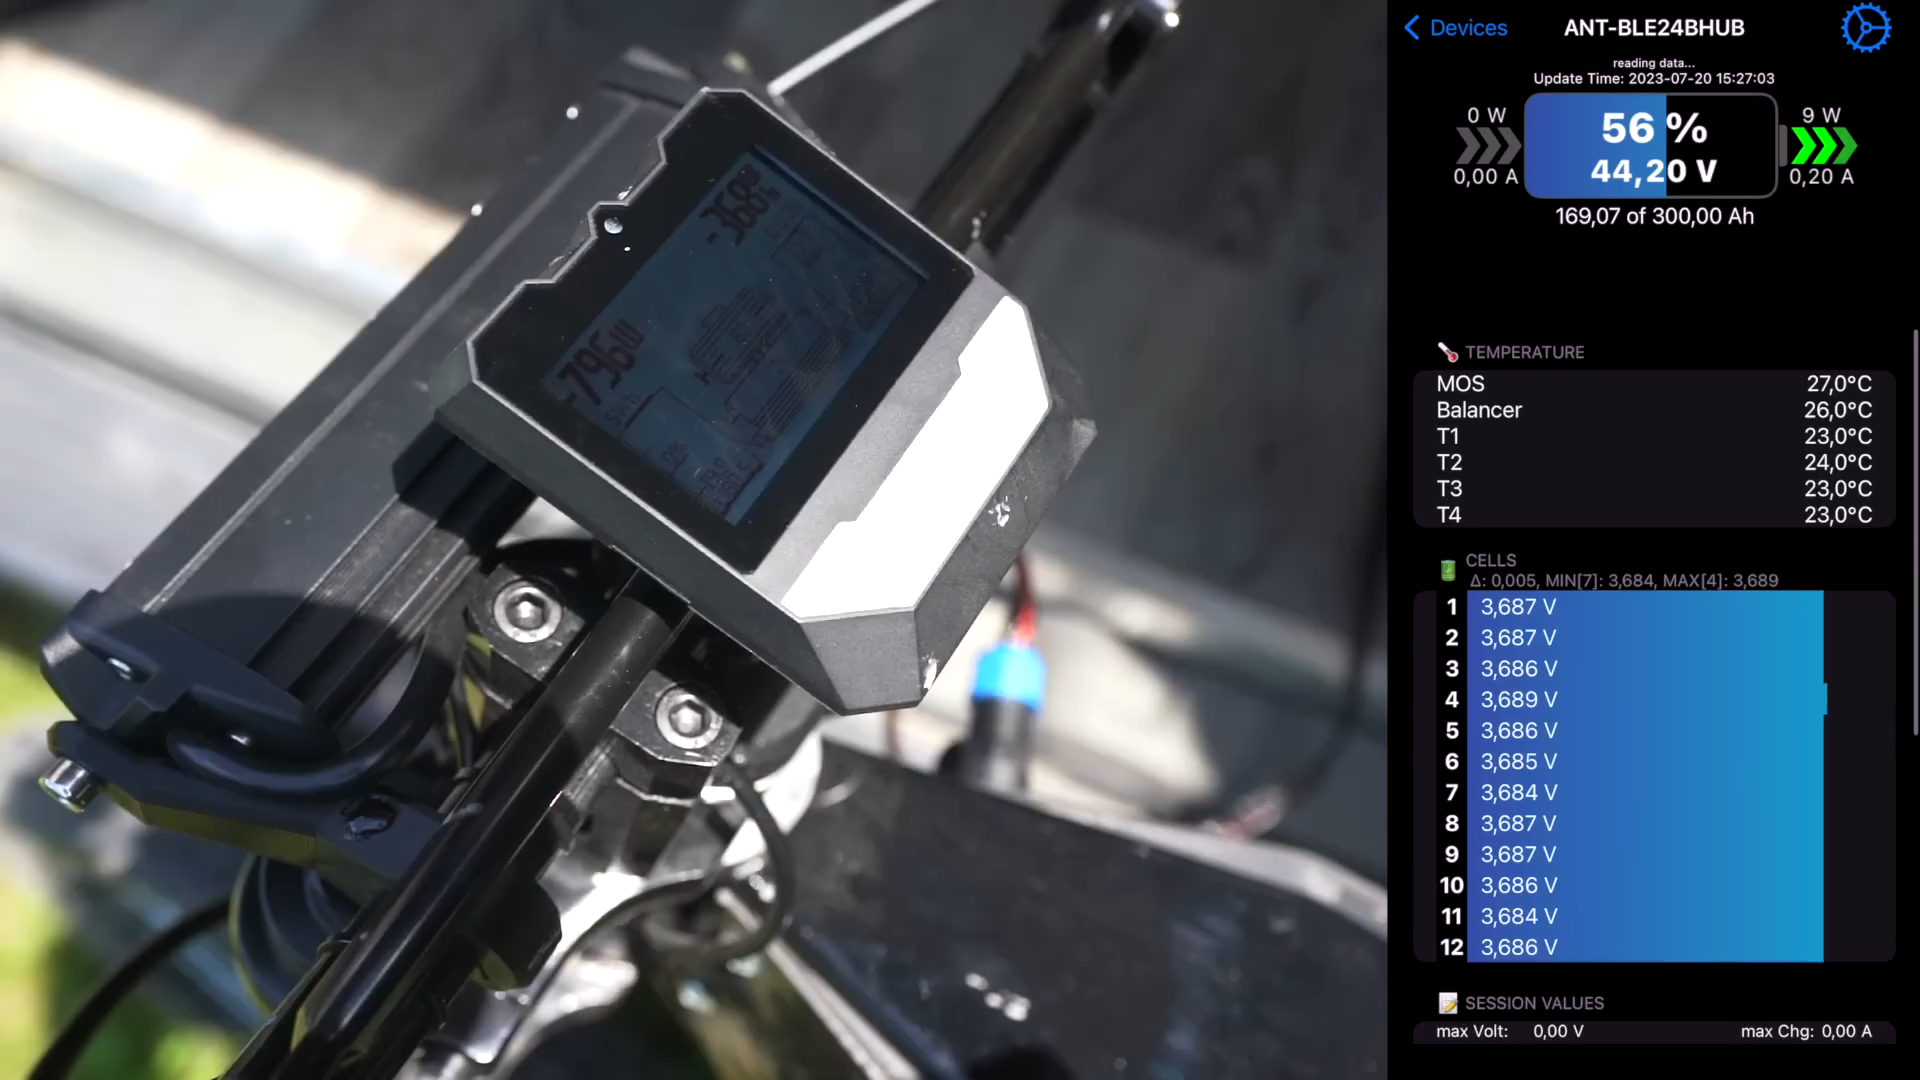 -368
-796W
Devices
ANT-BLE24BHUB
reading data...
Update Time: 2023-07-20 15:27:03
0 W
0,00 A
56 %
44,20 V
9 W
0,20 A
169,07 of 300,00 Ah
TEMPERATURE
MOS 27,0°C
Balancer 26,0°C
T1 23,0°C
T2 24,0°C
T3 23,0°C
T4 23,0°C
CELLS
Δ: 0,005, MIN[7]: 3,684, MAX[4]: 3,689
1 3,687 V
2 3,687 V
3 3,686 V
4 3,689 V
5 3,686 V
6 3,685 V
7 3,684 V
8 3,687 V
9 3,687 V
10 3,686 V
11 3,684 V
12 3,686 V
SESSION VALUES
max Volt: 0,00 V max Chg: 0,00 A